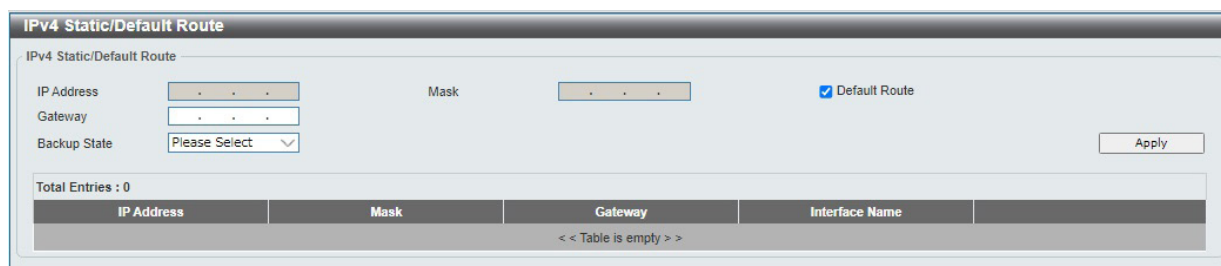 IPv4 Static/Default Route
IPv4 Static/Default Route
IP Address . . . Mask . . . Default Route
Gateway . . .
Backup State Please Select Apply
Total Entries : 0
IP Address Mask Gateway Interface Name
< < Table is empty > >